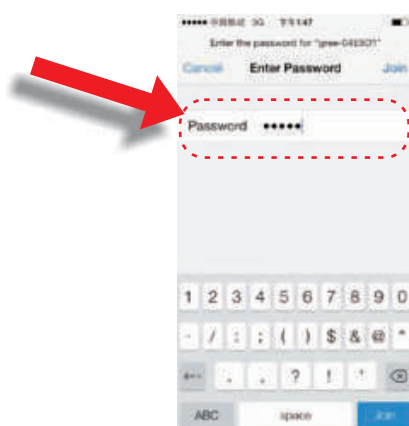 3G
Enter the password for
Cancel Enter Password Join
Password •••••
1 2 3 4 5 6 7 8 9 0
- / : ; ( ) $ & @ "
. , ? ! '
ABC space Join